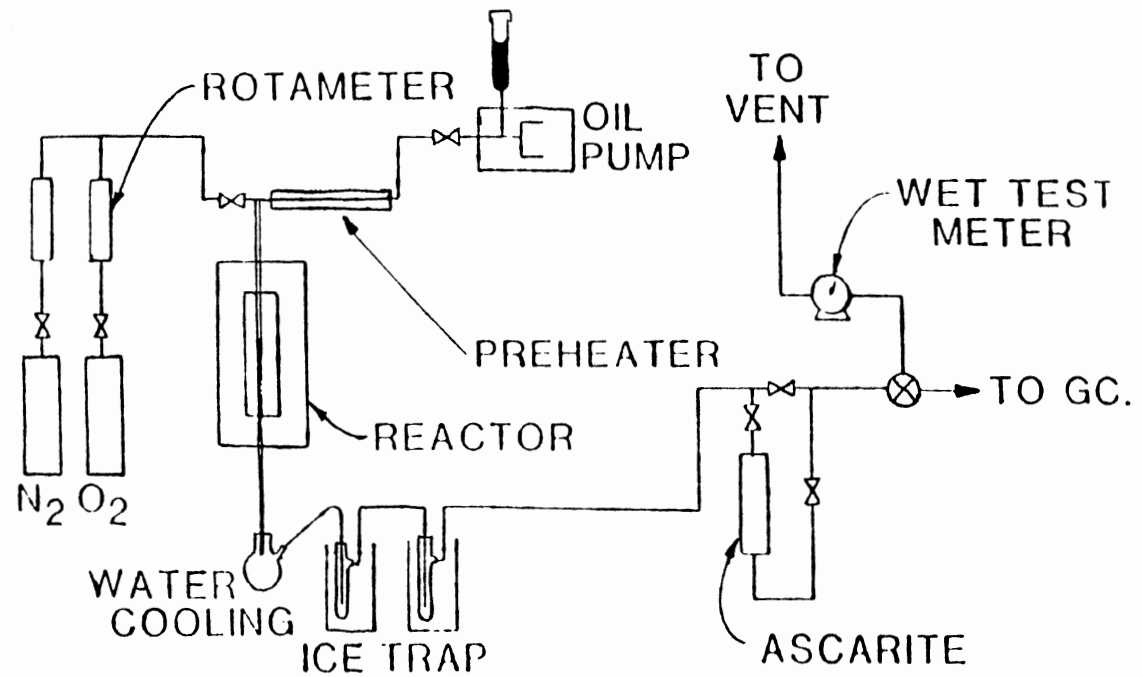 ROTAMETER
OIL
PUMP
TO
VENT
WET TEST
METER
PREHEATER
TO GC.
REACTOR
N2 O2
WATER
COOLING
ICE TRAP
ASCARITE